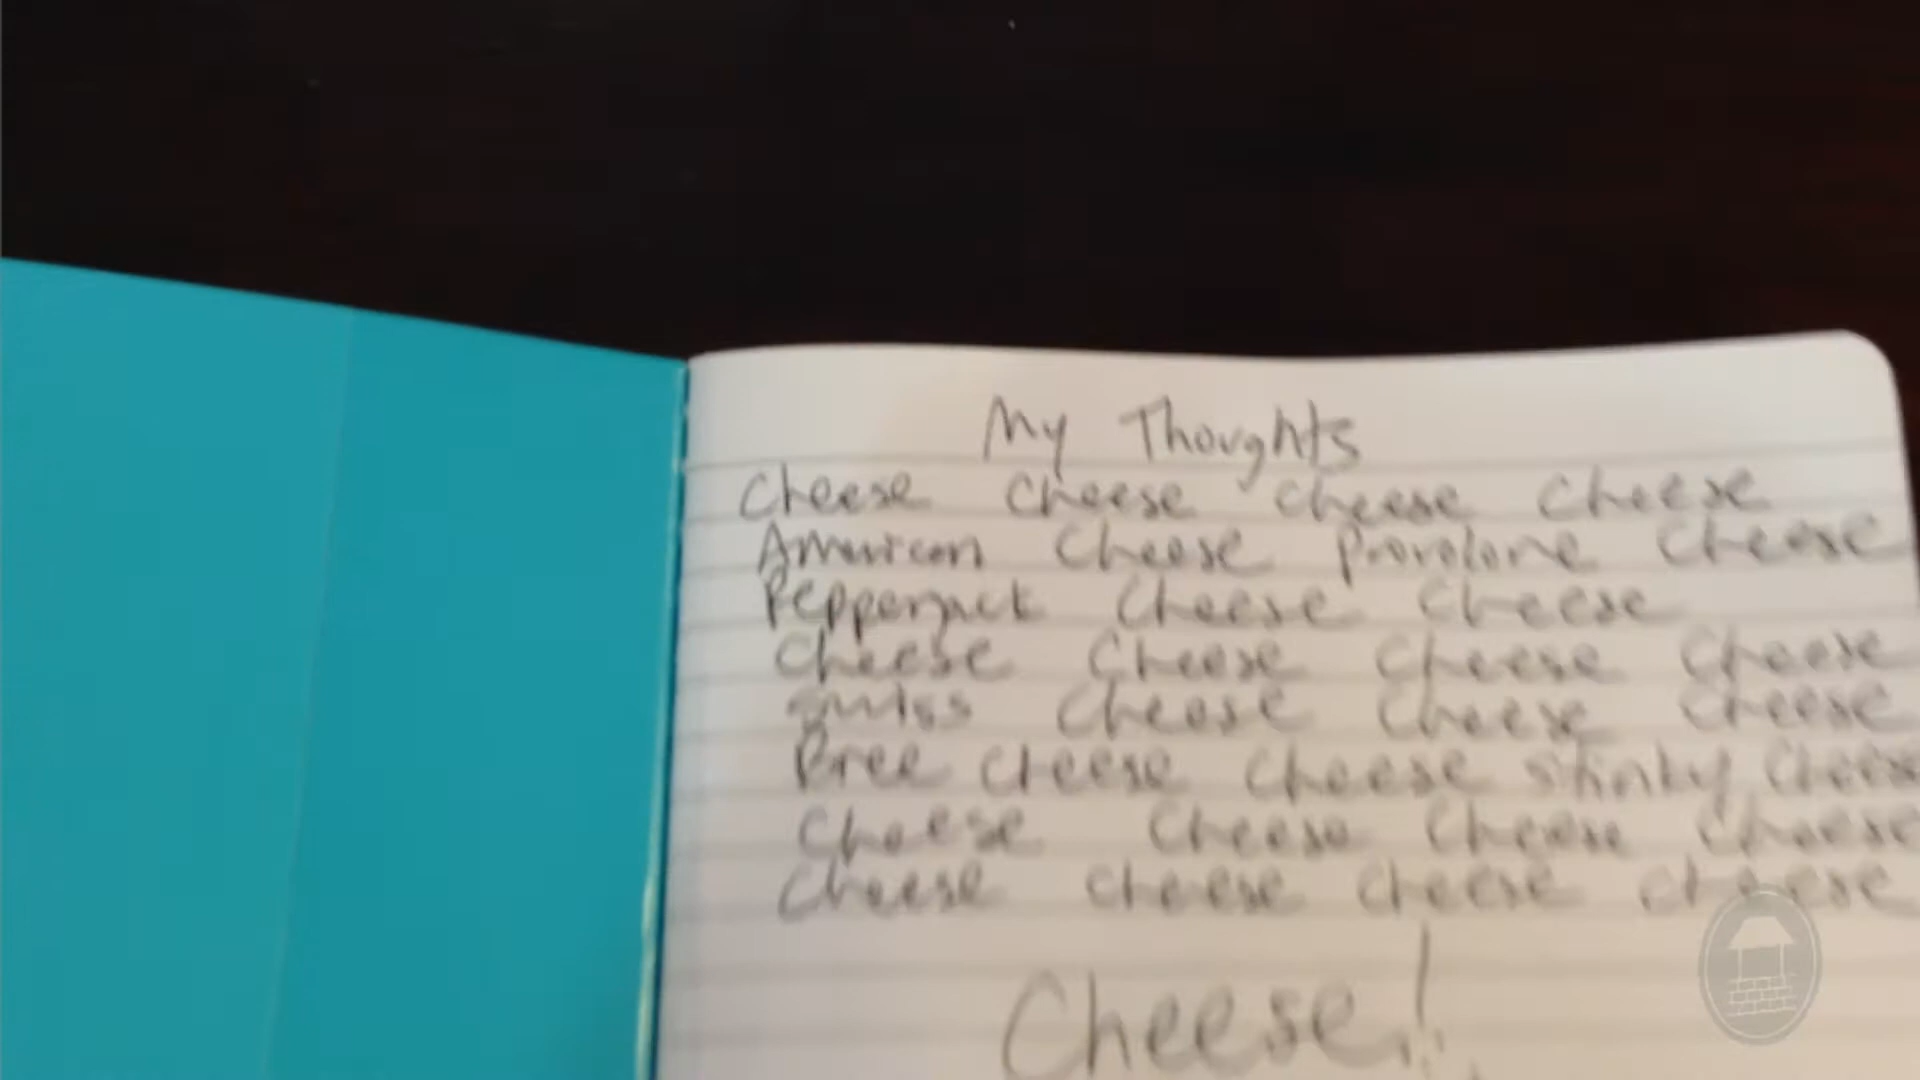 My Thoughts
Cheese Cheese Cheese Cheese
American Cheese Provolone Cheese
Pepperjack Cheese Cheese
Cheese Cheese Cheese Cheese
Swiss Cheese Cheese Cheese
Bree Cheese Cheese stinky Cheese
Cheese Cheese Cheese Cheese
Cheese Cheese Cheese Cheese
Cheese!